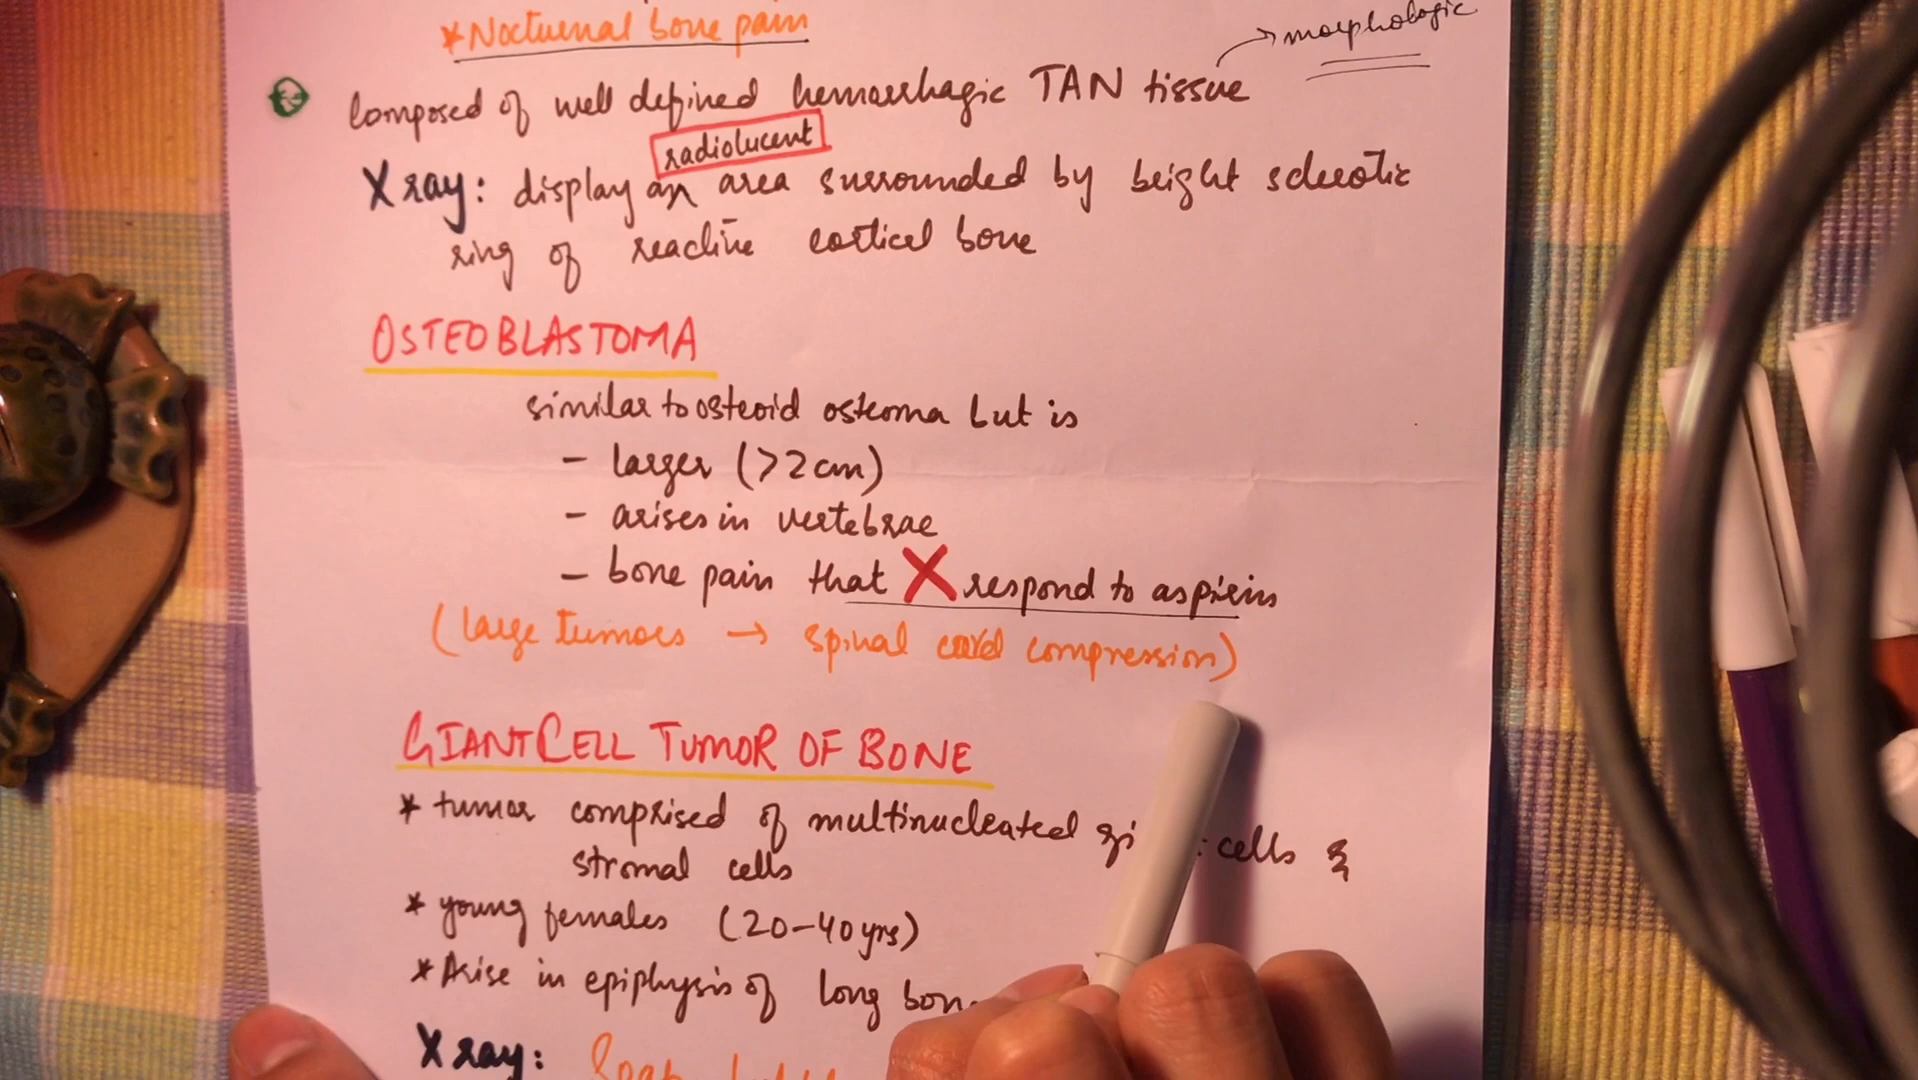 *Nocturnal bone pain
→ morphologic
Composed of well defined hemorrhagic TAN tissue
radiolucent
X ray: display an area surrounded by bright sclerotic
ring of reactive cortical bone
OSTEOBLASTOMA
similar to osteoid osteoma but is
- larger (>2cm)
- arises in vertebrae
- bone pain that X respond to aspirin
(large tumors → spinal cord compression)
GIANT CELL TUMOR OF BONE
* tumor comprised of multinucleated cells &
stromal cells
* young females (20-40yrs)
* Arise in epiphysis of long
X ray: